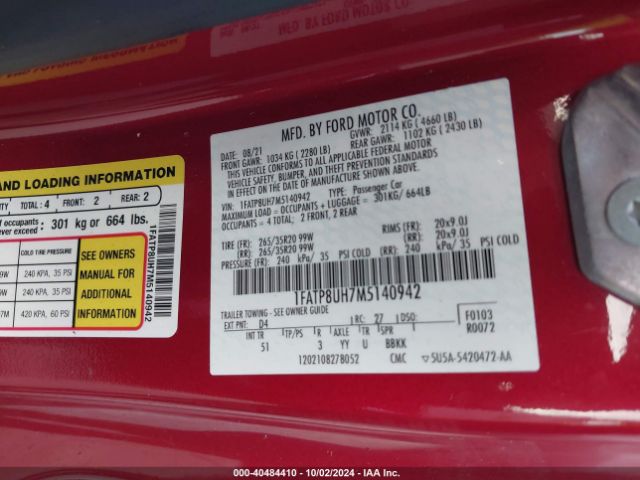 MFD. BY FORD MOTOR CO.
08/21
GVWR: 2114 KG ( 4660 LB)
FRONT GAWR: 1034 KG ( 2280 LB)
REAR GAWR: 1102 KG ( 2430 LB)
THIS VEHICLE CONFORMS TO ALL APPLICABLE FEDERAL MOTOR
VEHICLE SAFETY, BUMPER, AND THEFT PREVENTION STANDARDS
IN EFFECT ON THE DATE OF MANUFACTURE SHOWN ABOVE.
VIN: 1FATP8UH7M5140942 TYPE: Passenger Car
MAXIMUM LOAD = OCCUPANTS + LUGGAGE = 301KG/ 664LB
OCCUPANTS = 4 TOTAL: 2 FRONT, 2 REAR
TIRE (FR): 265/35R20 99W RIMS (FR): 20x9.0J
(RR): 265/35R20 99W (RR): 20x9.0J
PRESSURE (FR): 240 kPa/ 35 PSI COLD (RR): 240 kPa/ 35 PSI COLD
1FATP8UH7M5140942
TRAILER TOWING - SEE OWNER GUIDE
EXT PNT: D4 RC: 27 DSO: F0103
INT TR TP/PS R AXLE TR SPR R0072
51 3 YY U BBKK
1202108278052 CMC SU5A-5420472-AA
AND LOADING INFORMATION
TOTAL: 4 FRONT: 2 REAR: 2
occupants
exceed: 301 kg or 664 lbs.
COLD TIRE PRESSURE
240 KPA, 35 PSI
240 KPA, 35 PSI
420 KPA, 60 PSI
SEE OWNERS
MANUAL FOR
ADDITIONAL
INFORMATION
1FATP8UH7M5140942
000-40484410 - 10/02/2024 - IAA Inc.